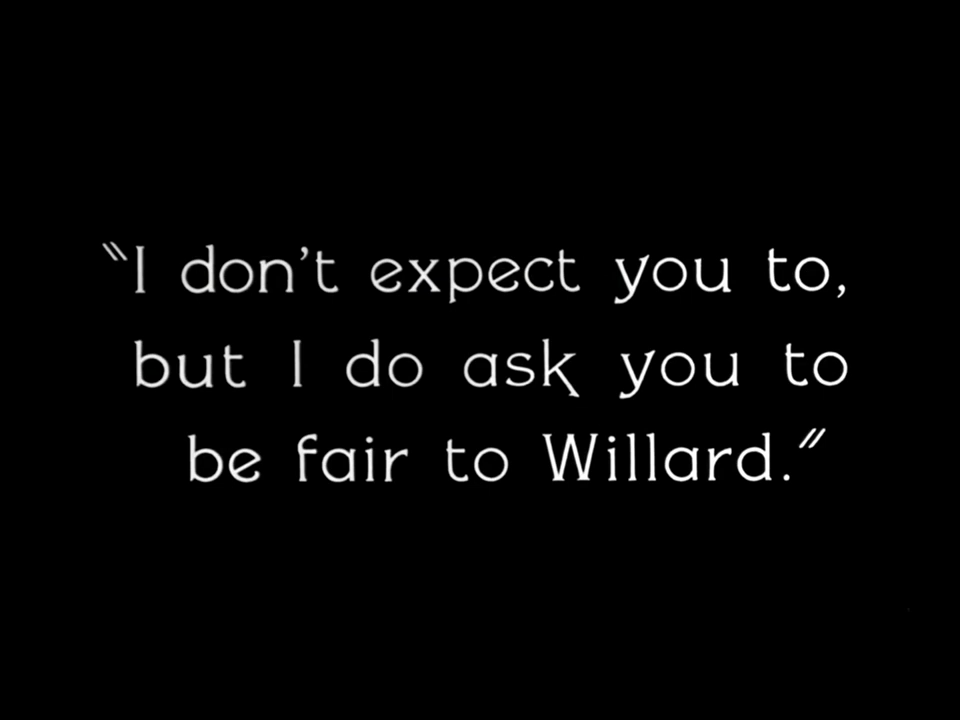 "I don't expect you to,
but I do ask you to
be fair to Willard."